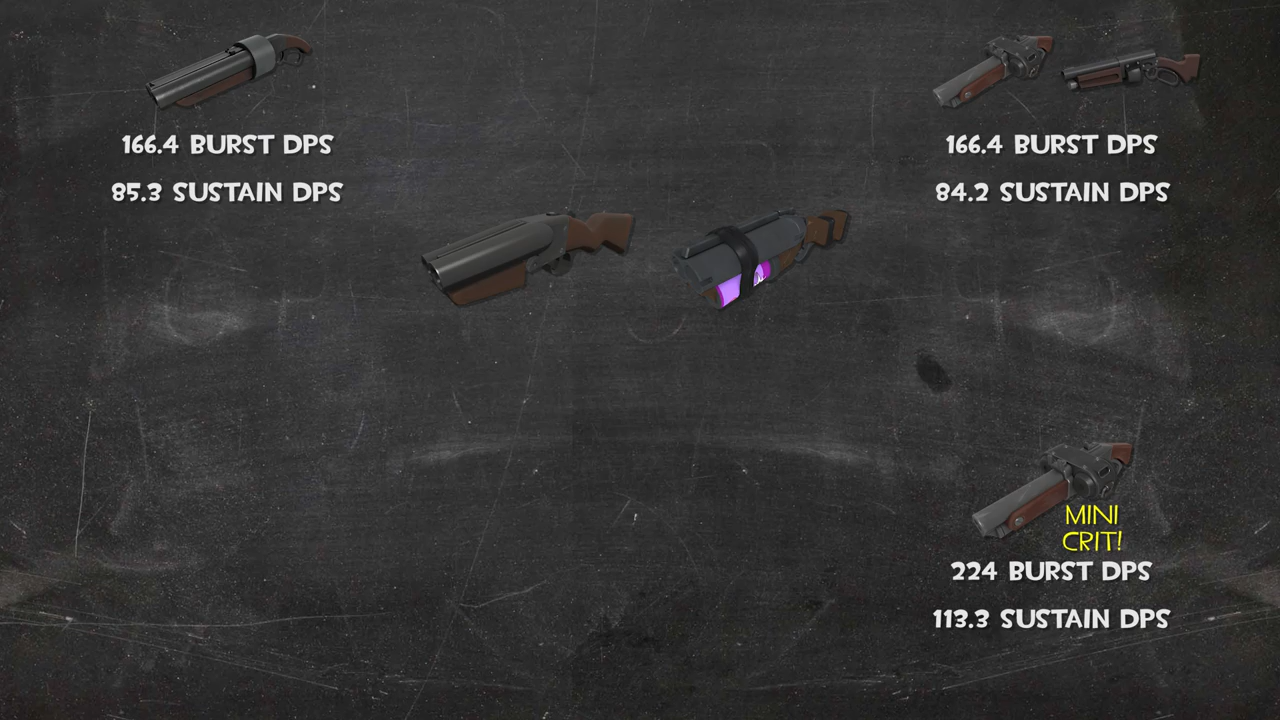 166.4 BURST DPS
85.3 SUSTAIN DPS
166.4 BURST DPS
84.2 SUSTAIN DPS
MINI
CRIT!
224 BURST DPS
113.3 SUSTAIN DPS